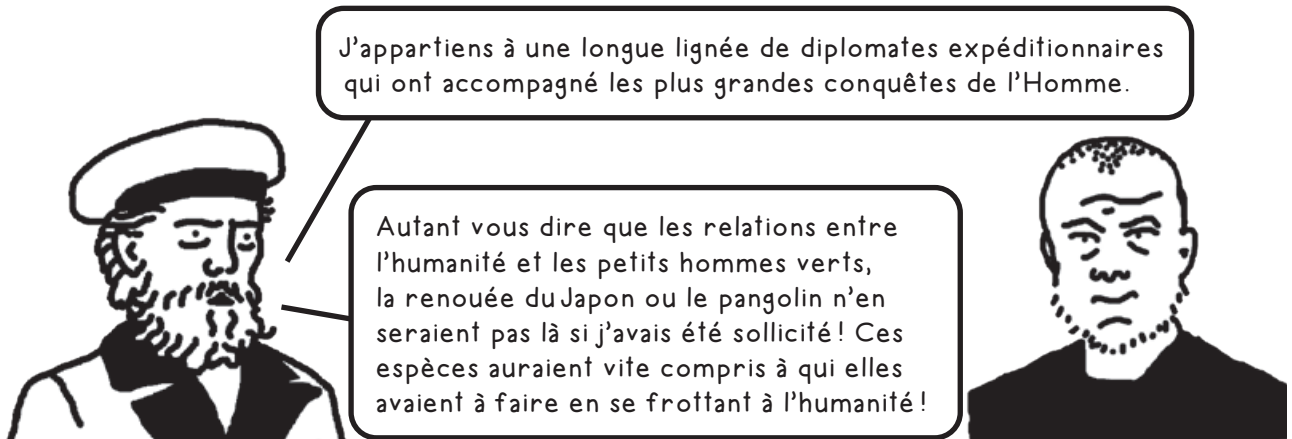 J'appartiens à une longue lignée de diplomates expéditionnaires
qui ont accompagné les plus grandes conquêtes de l'Homme.
Autant vous dire que les relations entre
l'humanité et les petits hommes verts,
la renouée du Japon ou le pangolin n'en
seraient pas là si j'avais été sollicité ! Ces
espèces auraient vite compris à qui elles
avaient à faire en se frottant à l'humanité !